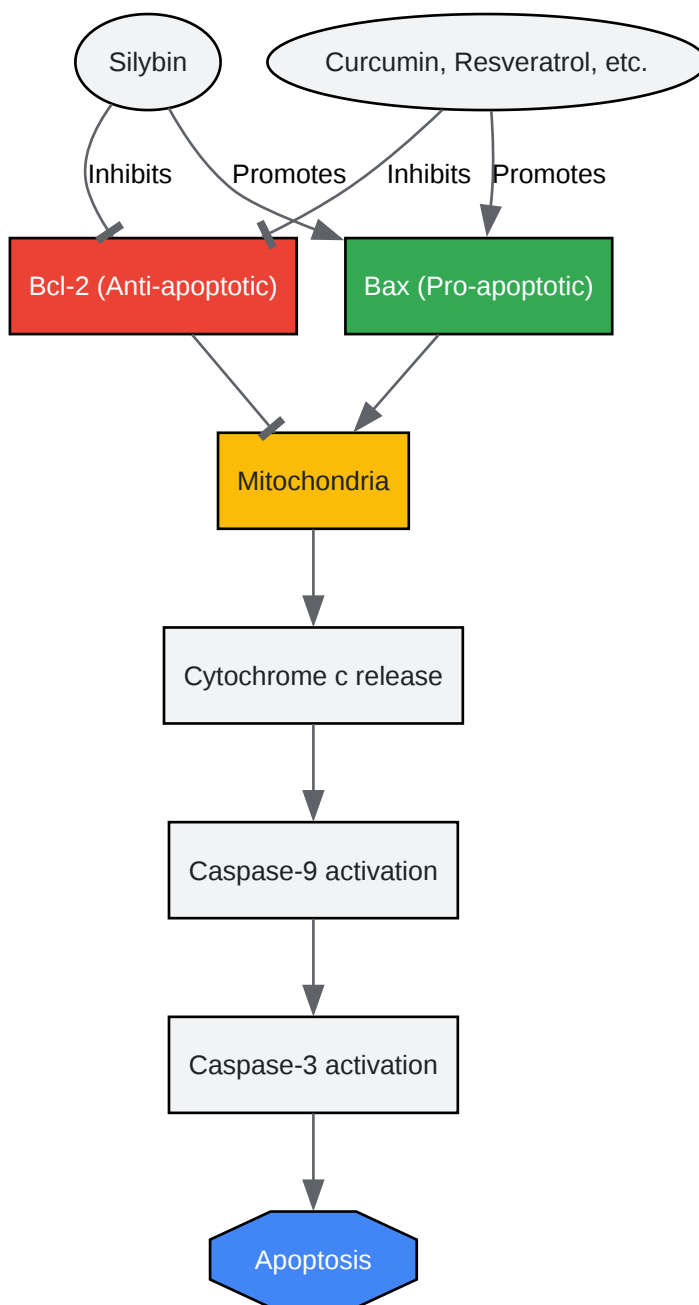 Silybin
Curcumin, Resveratrol, etc.
Inhibits
Promotes
Inhibits
Promotes
Bcl-2 (Anti-apoptotic)
Bax (Pro-apoptotic)
Mitochondria
Cytochrome c release
Caspase-9 activation
Caspase-3 activation
Apoptosis